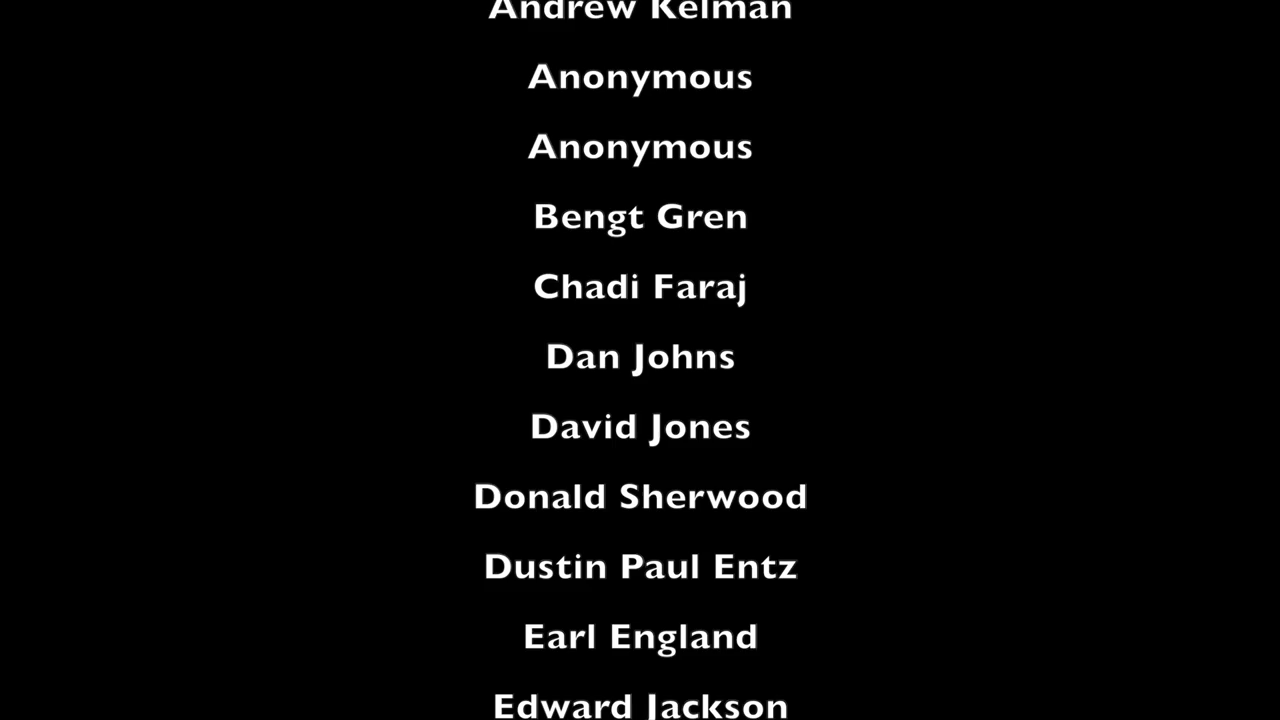 Andrew Kelman
Anonymous
Anonymous
Bengt Gren
Chadi Faraj
Dan Johns
David Jones
Donald Sherwood
Dustin Paul Entz
Earl England
Edward Jackson